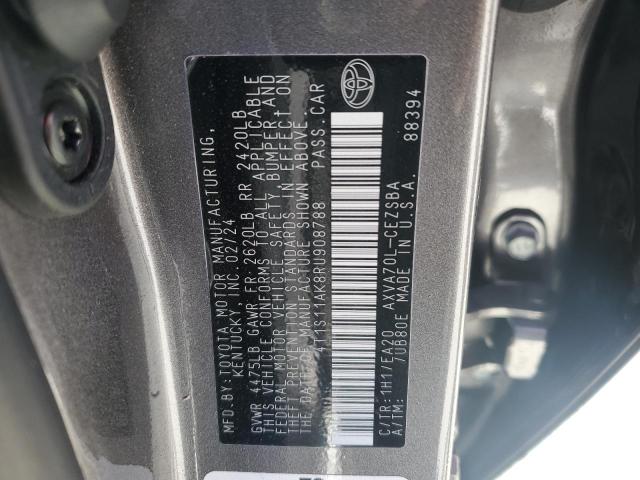 MFD.BY:TOYOTA MOTOR MANUFACTURING,
KENTUCKY, INC. 02/24
GVWR 4475LB GAWR FR 2620LB RR 2420LB
THIS VEHICLE CONFORMS TO ALL APPLICABLE
FEDERAL MOTOR VEHICLE SAFETY, BUMPER, AND
THEFT PREVENTION STANDARDS IN EFFECT ON
THE DATE OF MANUFACTURE SHOWN ABOVE.
4T1MS11AK8RU908788 PASS.CAR
C/TR:1H1/EA20 AXVA70L-CEZSBA
A/TM: 7UB80E MADE IN U.S.A.
88394